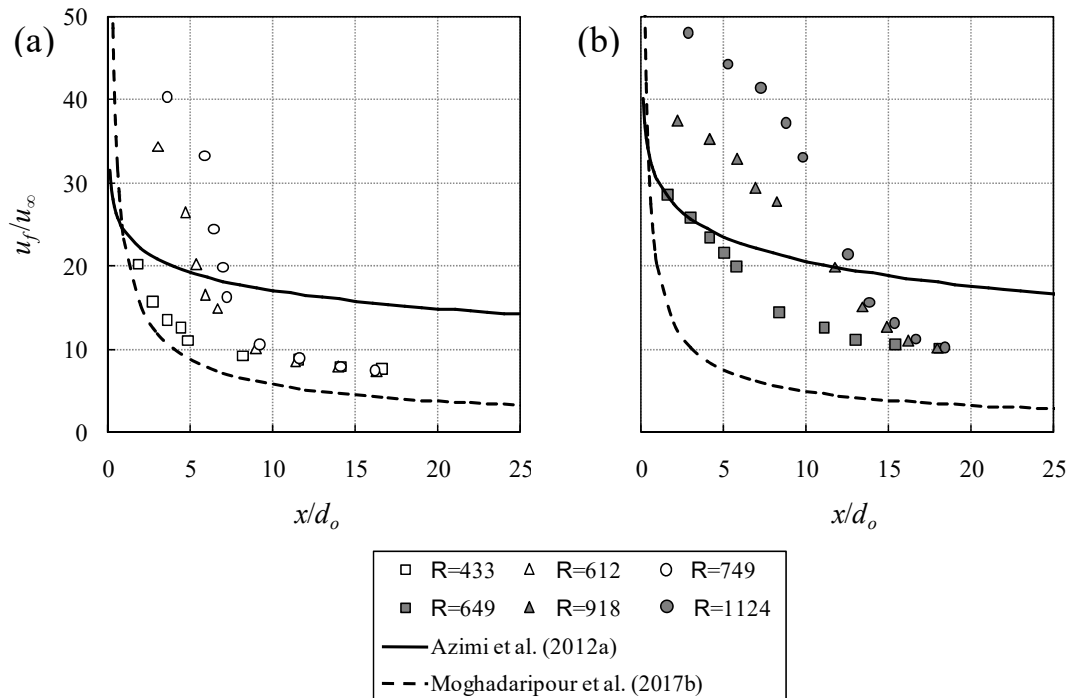 (a)
(b)
u_f/u_∞
50
40
30
20
10
0
0 5 10 15 20 25
0 5 10 15 20 25
x/d_o
x/d_o
R=433 R=612 R=749
R=649 R=918 R=1124
Azimi et al. (2012a)
Moghadaripour et al. (2017b)